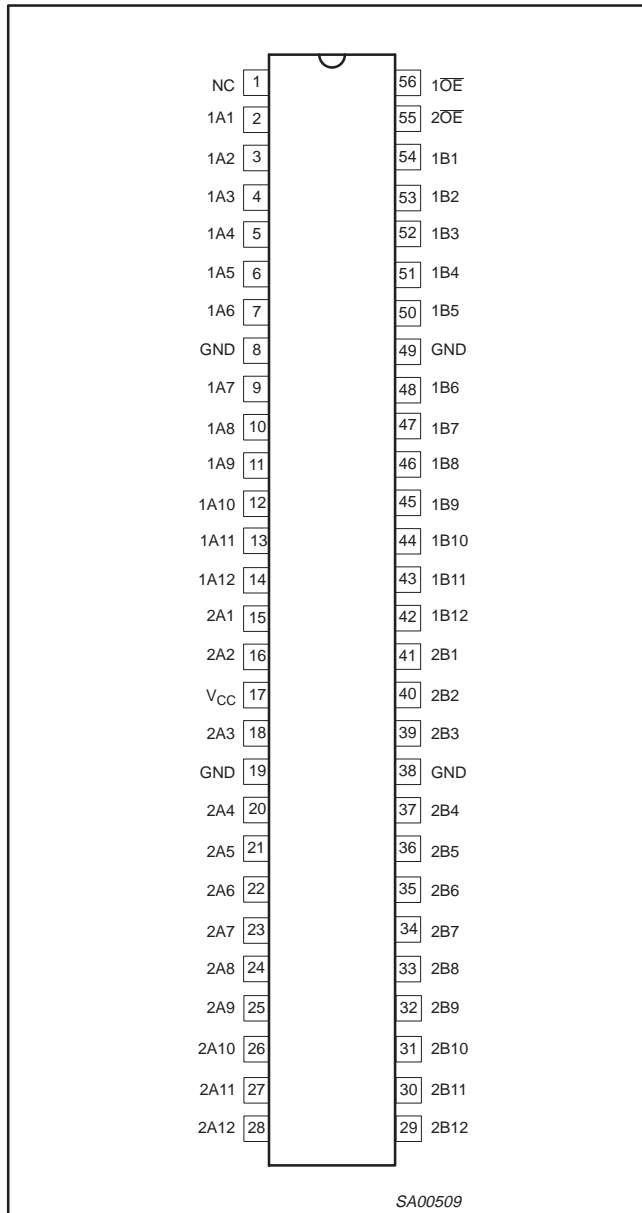 NC 1 56 1O̅E̅
1A1 2 55 2O̅E̅
1A2 3 54 1B1
1A3 4 53 1B2
1A4 5 52 1B3
1A5 6 51 1B4
1A6 7 50 1B5
GND 8 49 GND
1A7 9 48 1B6
1A8 10 47 1B7
1A9 11 46 1B8
1A10 12 45 1B9
1A11 13 44 1B10
1A12 14 43 1B11
2A1 15 42 1B12
2A2 16 41 2B1
VCC 17 40 2B2
2A3 18 39 2B3
GND 19 38 GND
2A4 20 37 2B4
2A5 21 36 2B5
2A6 22 35 2B6
2A7 23 34 2B7
2A8 24 33 2B8
2A9 25 32 2B9
2A10 26 31 2B10
2A11 27 30 2B11
2A12 28 29 2B12
SA00509